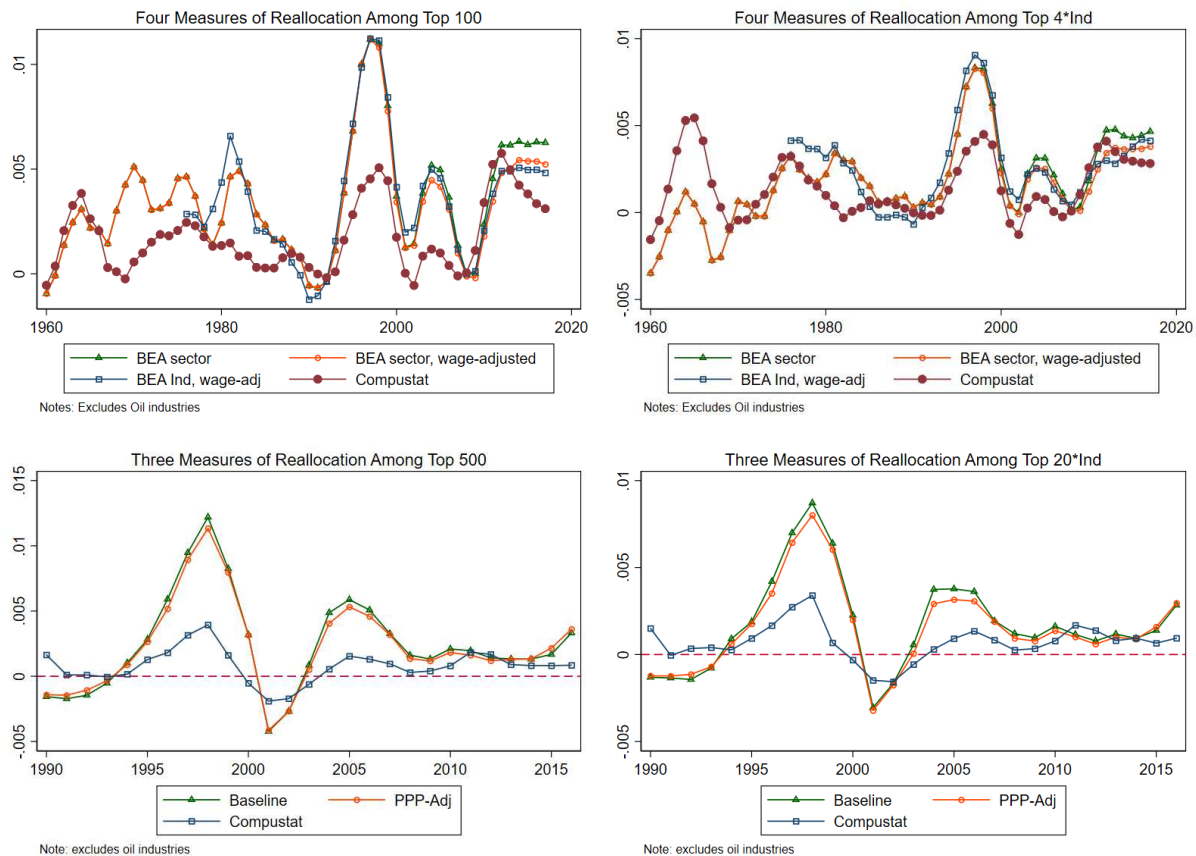 Four Measures of Reallocation Among Top 100
.01
.005
0
1960 1980 2000 2020
BEA sector BEA sector, wage-adjusted
BEA Ind, wage-adj Compustat
Notes: Excludes Oil industries
Four Measures of Reallocation Among Top 4*Ind
.01
.005
0
-.005
1960 1980 2000 2020
BEA sector BEA sector, wage-adjusted
BEA Ind, wage-adj Compustat
Notes: Excludes Oil industries
Three Measures of Reallocation Among Top 500
.015
.01
.005
0
-.005
1990 1995 2000 2005 2010 2015
Baseline PPP-Adj
Compustat
Note: excludes oil industries
Three Measures of Reallocation Among Top 20*Ind
.01
.005
0
-.005
1990 1995 2000 2005 2010 2015
Baseline PPP-Adj
Compustat
Note: excludes oil industries